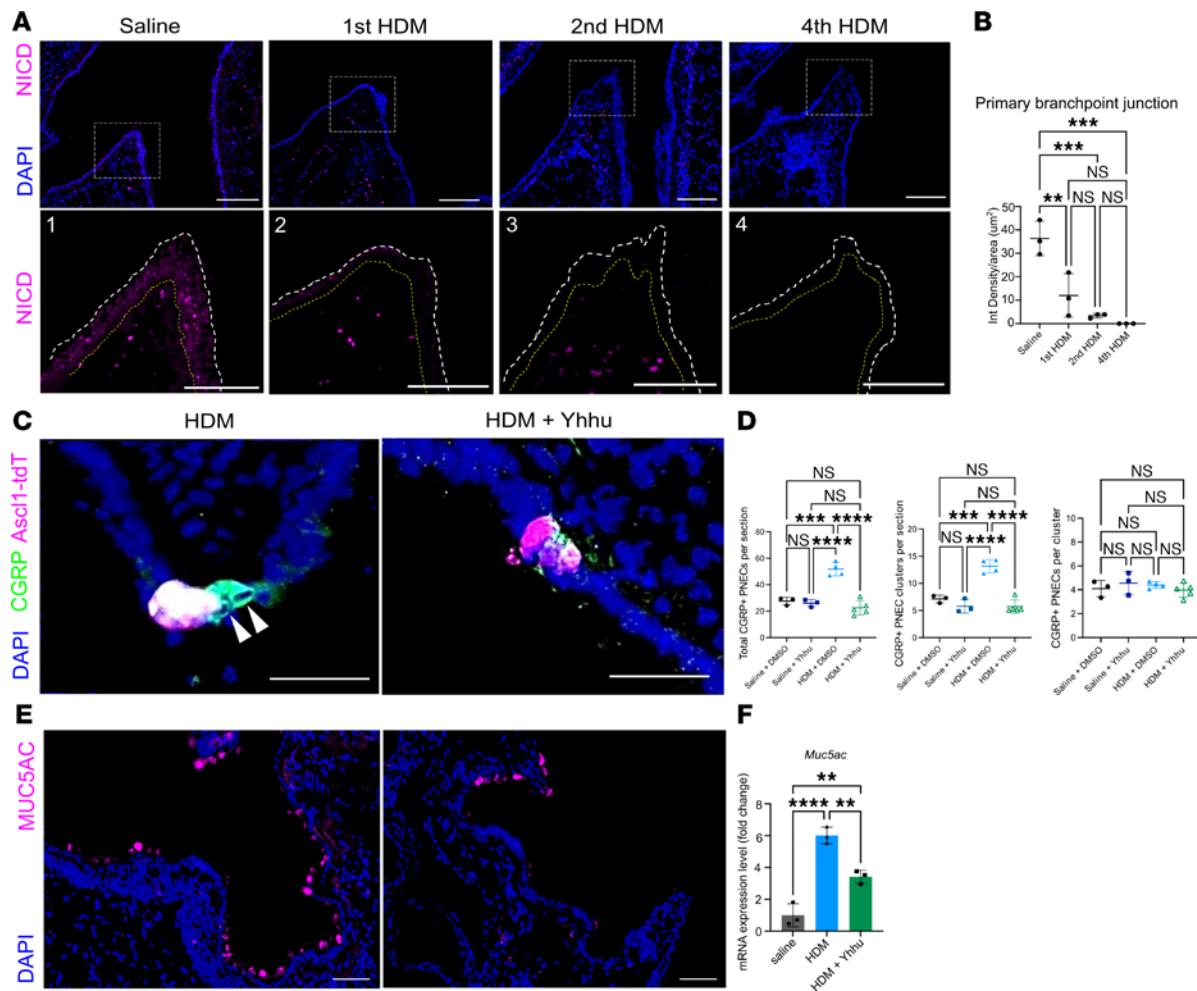 A
Saline
1st HDM
2nd HDM
4th HDM
DAPI NICD
NICD
1
2
3
4
B
Primary branchpoint junction
***
***
NS
** NS NS
Int Density/area (um²)
50
40
30
20
10
0
Saline
1st HDM
2nd HDM
4th HDM
C
HDM
HDM + Yhhu
DAPI CGRP Ascl1-tdT
D
NS
NS
*** ****
NS ****
Total CGRP+ PNECs per section
80
60
40
20
0
Saline + DMSO
Saline + Yhhu
HDM + DMSO
HDM + Yhhu
NS
NS
*** ****
NS ****
CGRP+ PNEC clusters per section
20
15
10
5
0
Saline + DMSO
Saline + Yhhu
HDM + DMSO
HDM + Yhhu
NS
NS
NS
NS NS NS
CGRP+ PNECs per cluster
10
8
6
4
2
0
Saline + DMSO
Saline + Yhhu
HDM + DMSO
HDM + Yhhu
E
DAPI MUC5AC
F
Muc5ac
**
**** **
mRNA expression level (fold change)
8
6
4
2
0
saline
HDM
HDM + Yhhu